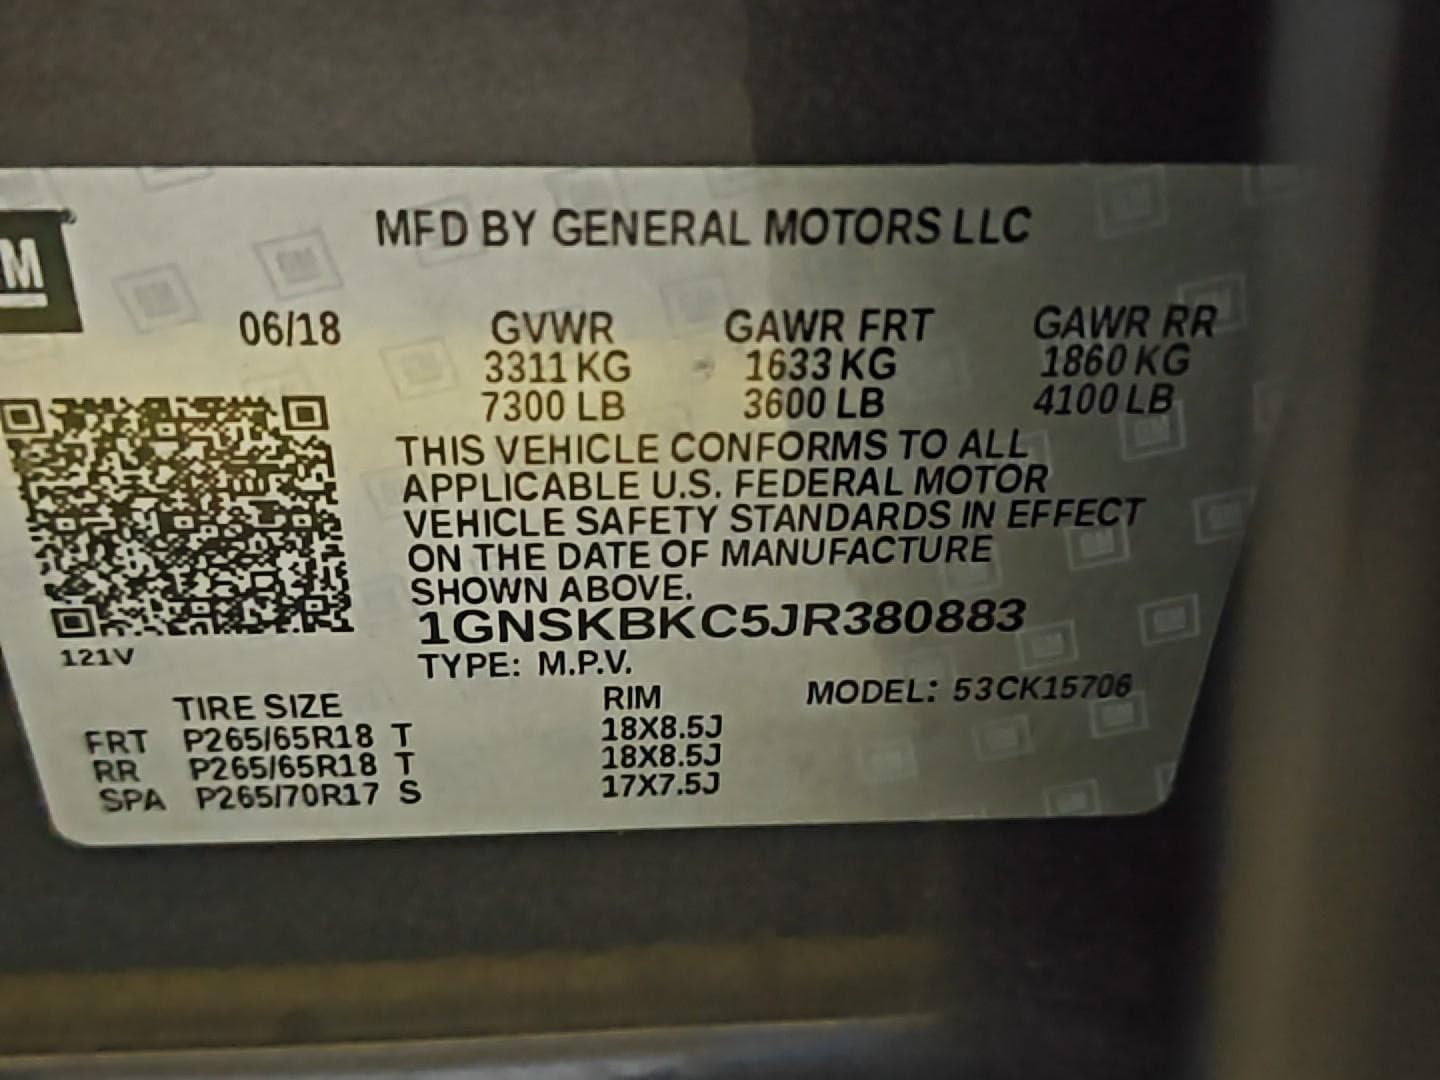 MFD BY GENERAL MOTORS LLC
M
06/18 GVWR GAWR FRT GAWR RR
3311 KG 1633 KG 1860 KG
7300 LB 3600 LB 4100 LB
THIS VEHICLE CONFORMS TO ALL
APPLICABLE U.S. FEDERAL MOTOR
VEHICLE SAFETY STANDARDS IN EFFECT
ON THE DATE OF MANUFACTURE
SHOWN ABOVE.
1GNSKBKC5JR380883
121V
TYPE: M.P.V.
TIRE SIZE RIM MODEL: 53CK15706
FRT P265/65R18 T 18X8.5J
RR P265/65R18 T 18X8.5J
SPA P265/70R17 S 17X7.5J